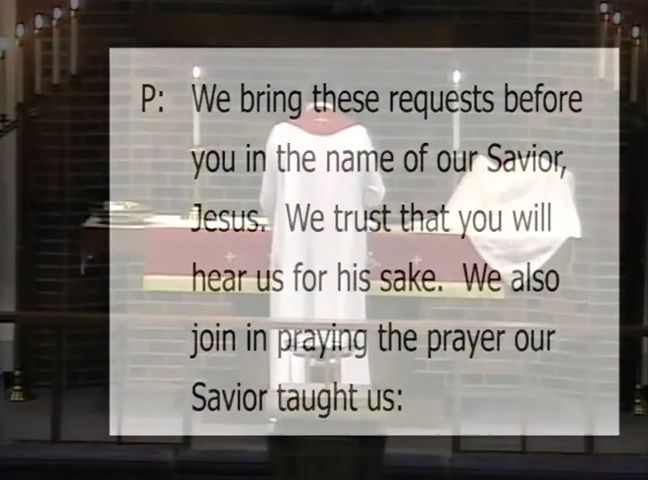 P: We bring these requests before
you in the name of our Savior,
Jesus. We trust that you will
hear us for his sake. We also
join in praying the prayer our
Savior taught us: